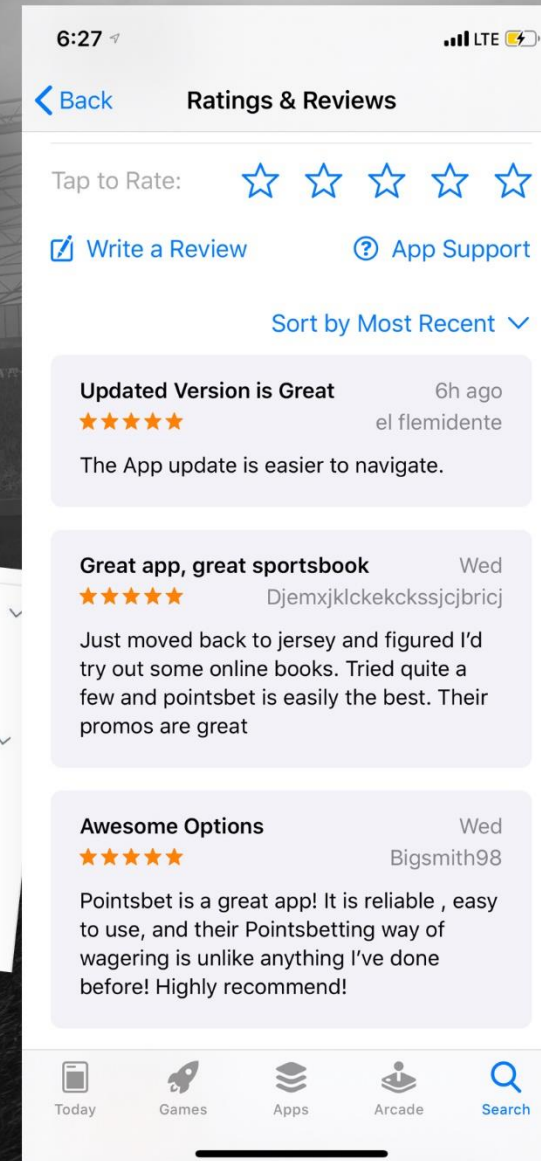 6:27
LTE
Back
Ratings & Reviews
Tap to Rate:
Write a Review
App Support
Sort by Most Recent
Updated Version is Great
6h ago
el flemidente
The App update is easier to navigate.
Great app, great sportsbook
Wed
Djemxjklckekckssjcjbricj
Just moved back to jersey and figured I'd
try out some online books. Tried quite a
few and pointsbet is easily the best. Their
promos are great
Awesome Options
Wed
Bigsmith98
Pointsbet is a great app! It is reliable , easy
to use, and their Pointsbetting way of
wagering is unlike anything I've done
before! Highly recommend!
Today
Games
Apps
Arcade
Search